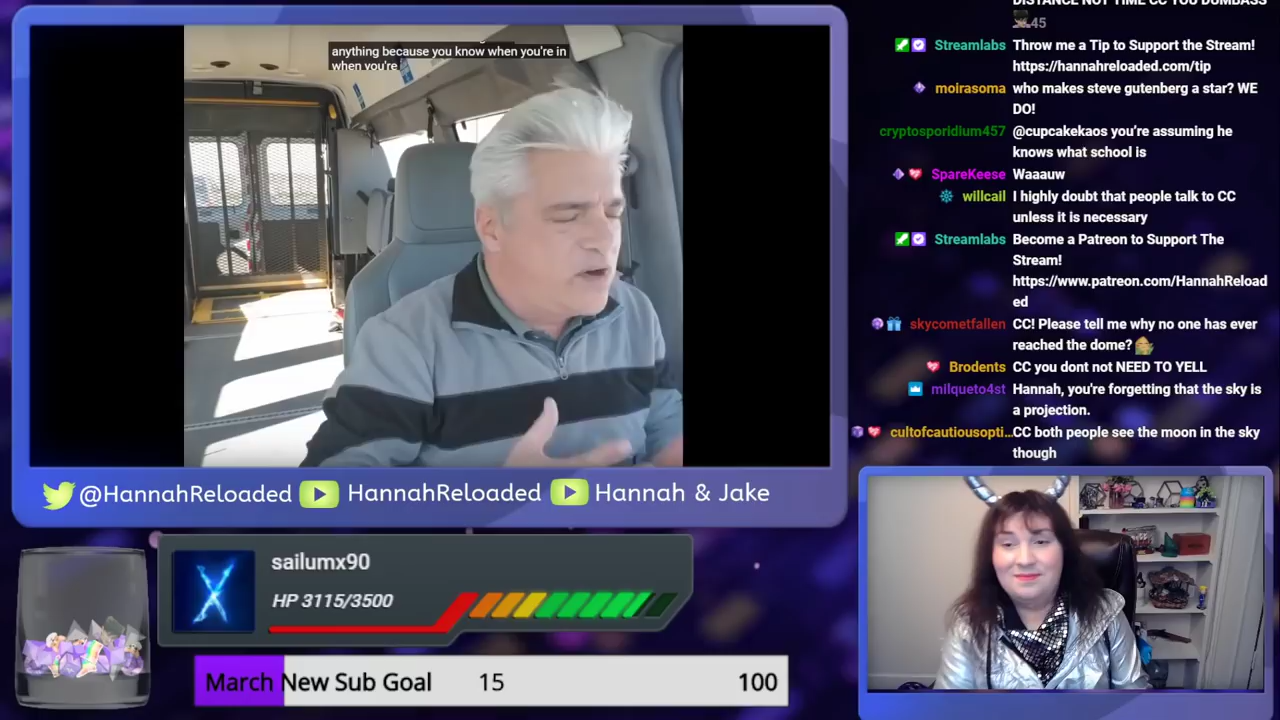 anything because you know when you're in
when you're
@HannahReloaded HannahReloaded Hannah & Jake
sailumx90
HP 3115/3500
March New Sub Goal 15 100
DISTANCE NOT TIME CC YOU DUMBASS
45
Streamlabs Throw me a Tip to Support the Stream!
https://hannahreloaded.com/tip
moirasoma who makes steve gutenberg a star? WE
DO!
cryptosporidium457 @cupcakekaos you're assuming he
knows what school is
SpareKeese Waaauw
willcail I highly doubt that people talk to CC
unless it is necessary
Streamlabs Become a Patreon to Support The
Stream!
https://www.patreon.com/HannahReload
ed
skycometfallen CC! Please tell me why no one has ever
reached the dome?
Brodents CC you dont not NEED TO YELL
milqueto4st Hannah, you're forgetting that the sky is
a projection.
cultofcautiousopti... CC both people see the moon in the sky
though